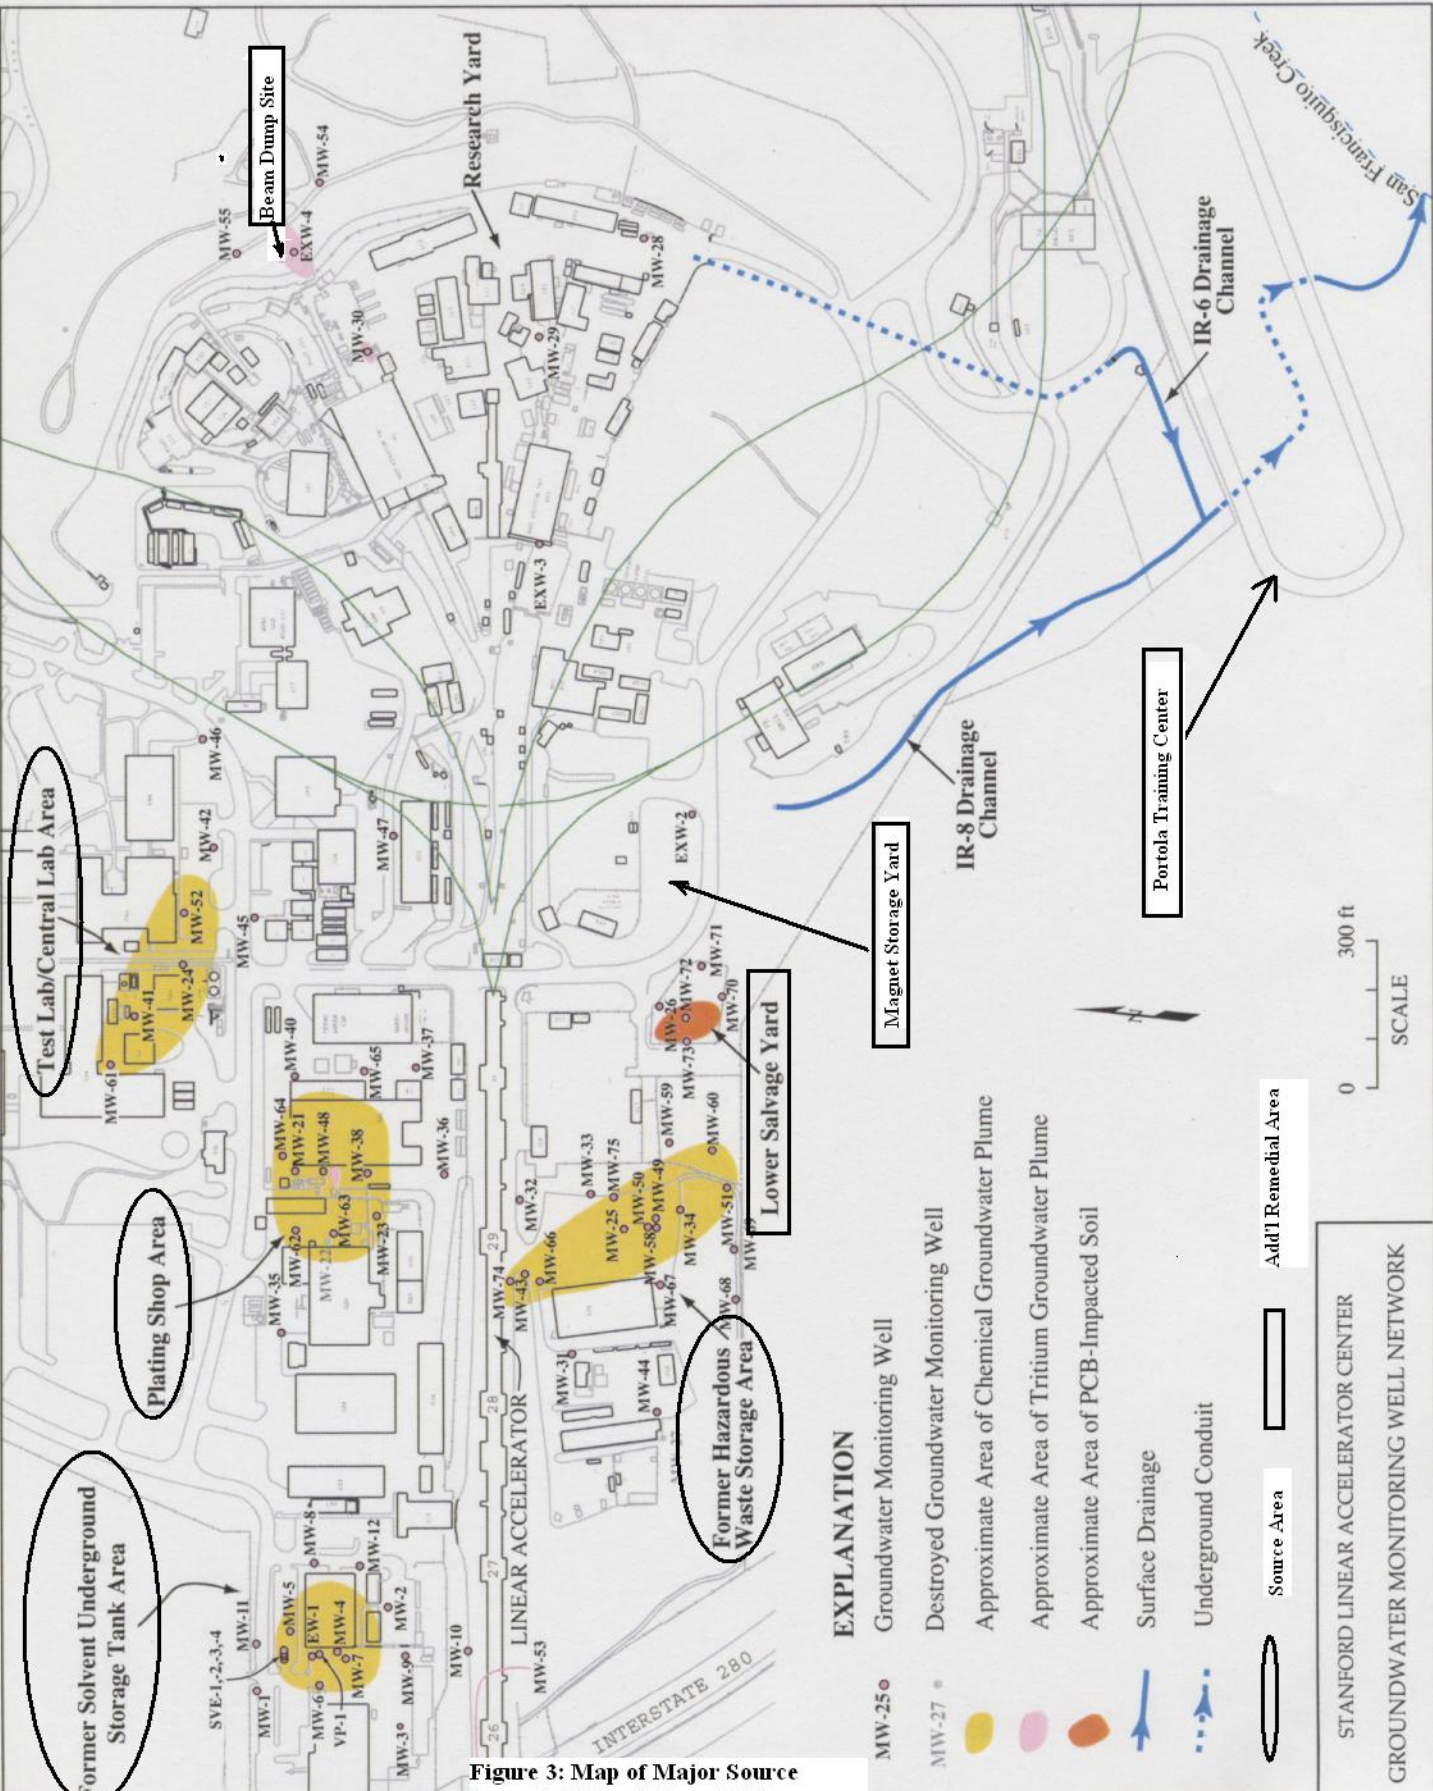 Former Solvent Underground
Storage Tank Area
Plating Shop Area
Test Lab/Central Lab Area
Beam Dump Site
Research Yard
MW-55
MW-54
EXW-4
MW-30
MW-28
MW-29
EXW-3
MW-46
MW-42
MW-47
MW-52
MW-45
MW-24
MW-41
MW-61
MW-40
MW-65
MW-37
MW-64
MW-21
MW-48
MW-38
MW-36
MW-63
MW-62
MW-22
MW-23
MW-35
MW-8
MW-12
MW-5
MW-11
SVE-1,-2,-3,-4
EW-1
MW-4
MW-2
MW-7
MW-1
MW-6
VP-1
MW-9
MW-3
MW-10
MW-53
LINEAR ACCELERATOR
26
27
28
29
INTERSTATE 280
MW-74
MW-43
MW-66
MW-32
MW-33
MW-75
MW-25
MW-50
MW-49
MW-58
MW-34
MW-51
MW-59
MW-60
MW-67
MW-68
MW-31
MW-44
Former Hazardous
Waste Storage Area
MW-26
MW-72
MW-71
MW-70
MW-73
Lower Salvage Yard
EXW-2
Magnet Storage Yard
IR-8 Drainage
Channel
IR-6 Drainage
Channel
San Francisquito Creek
Portola Training Center
N
0
300 ft
SCALE
EXPLANATION
MW-25
Groundwater Monitoring Well
MW-27
Destroyed Groundwater Monitoring Well
Approximate Area of Chemical Groundwater Plume
Approximate Area of Tritium Groundwater Plume
Approximate Area of PCB-Impacted Soil
Surface Drainage
Underground Conduit
Source Area
Add'l Remedial Area
STANFORD LINEAR ACCELERATOR CENTER
GROUNDWATER MONITORING WELL NETWORK
Figure 3: Map of Major Source